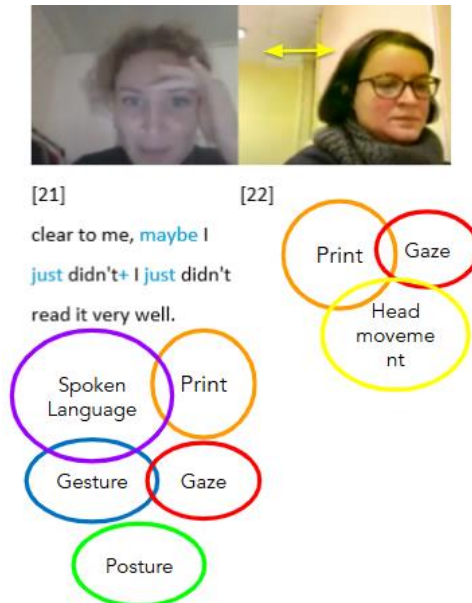 [21]
clear to me, maybe I
just didn't+ I just didn't
read it very well.
Spoken
Language
Print
Gesture
Gaze
Posture
[22]
Print
Gaze
Head
moveme
nt